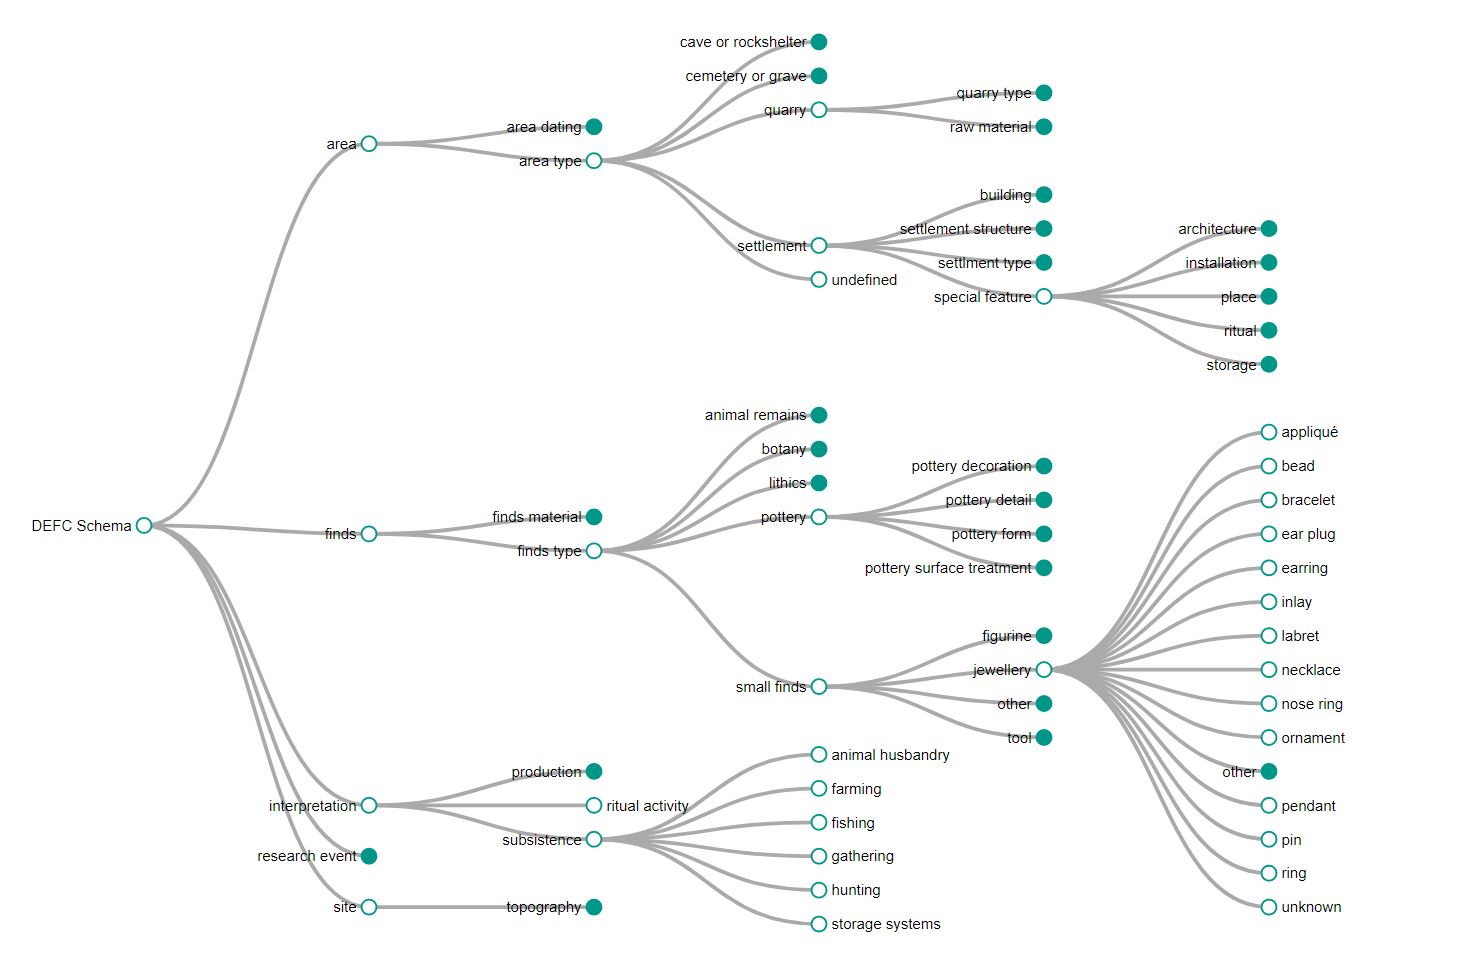 cave or rockshelter
cemetery or grave
quarry
quarry type
raw material
area dating
area
area type
building
settlement structure
settlment type
special feature
settlement
undefined
architecture
installation
place
ritual
storage
animal remains
botany
lithics
pottery
pottery decoration
pottery detail
pottery form
pottery surface treatment
finds material
finds
finds type
DEFC Schema
small finds
figurine
jewellery
other
tool
appliqué
bead
bracelet
ear plug
earring
inlay
labret
necklace
nose ring
ornament
other
pendant
pin
ring
unknown
production
interpretation
ritual activity
subsistence
animal husbandry
farming
fishing
gathering
hunting
storage systems
research event
site
topography